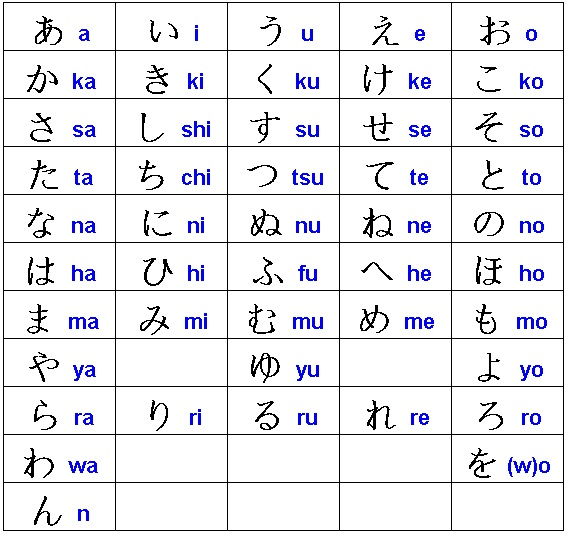 あ a い i う u え e お o
か ka き ki く ku け ke こ ko
さ sa し shi す su せ se そ so
た ta ち chi つ tsu て te と to
な na に ni ぬ nu ね ne の no
は ha ひ hi ふ fu へ he ほ ho
ま ma み mi む mu め me も mo
や ya ゆ yu よ yo
ら ra り ri る ru れ re ろ ro
わ wa を (w)o
ん n